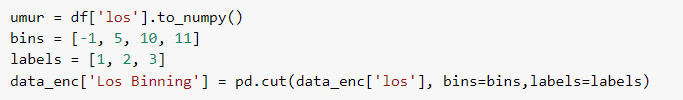 umur = df['los'].to_numpy()
bins = [-1, 5, 10, 11]
labels = [1, 2, 3]
data_enc['Los Binning'] = pd.cut(data_enc['los'], bins=bins,labels=labels)